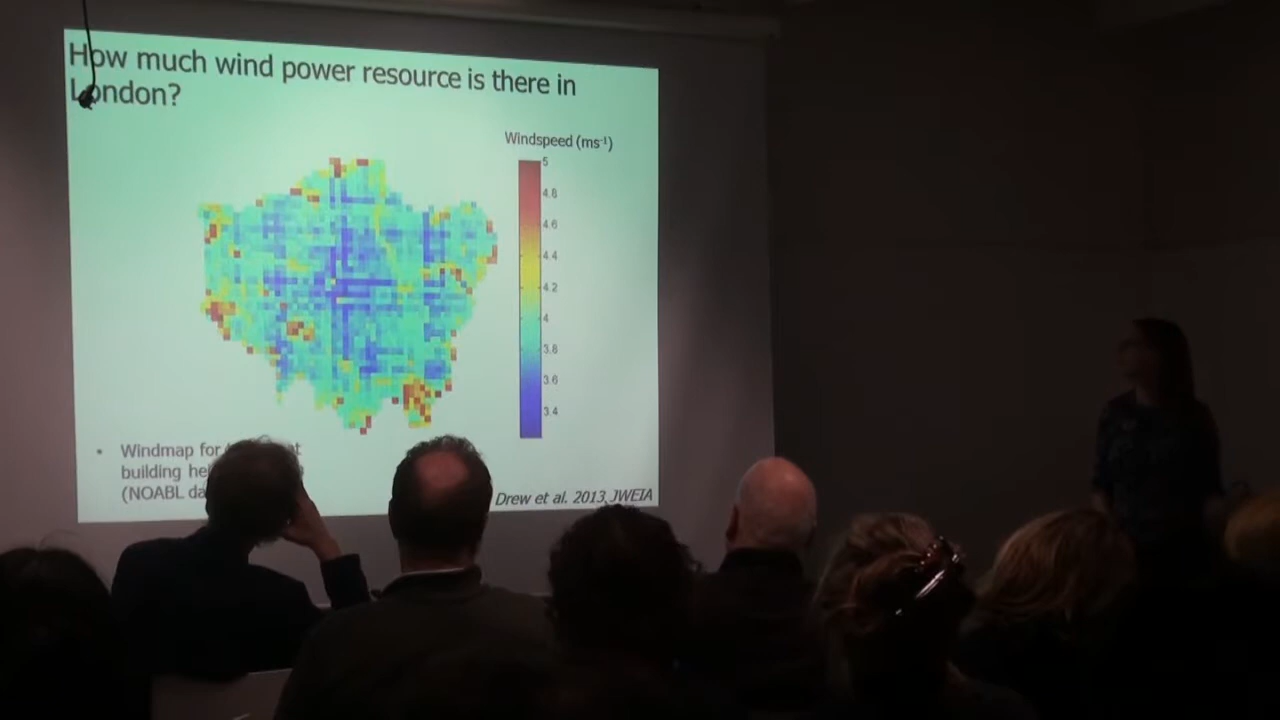 How much wind power resource is there in
London?
Windspeed (ms⁻¹)
5
4.8
4.6
4.4
4.2
4
3.8
3.6
3.4
• Windmap for
building
(NOABL
Drew et al. 2013, JWEIA